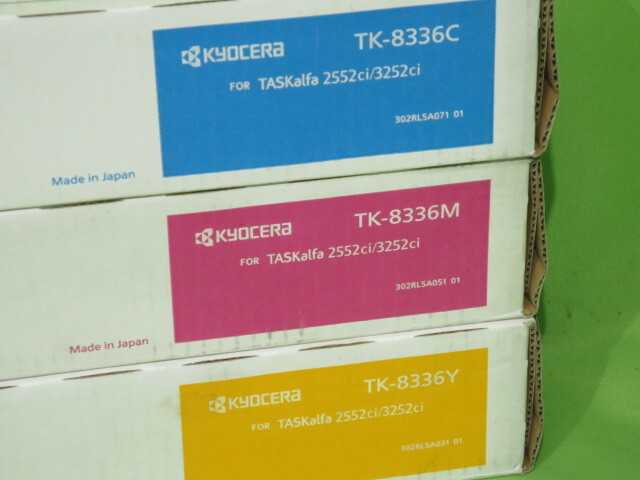 KYOCERA TK-8336C
FOR TASKalfa 2552ci/3252ci
302RLSA071 01
Made in Japan
KYOCERA TK-8336M
FOR TASKalfa 2552ci/3252ci
302RLSA051 01
Made in Japan
KYOCERA TK-8336Y
FOR TASKalfa 2552ci/3252ci
302RLSA031 01